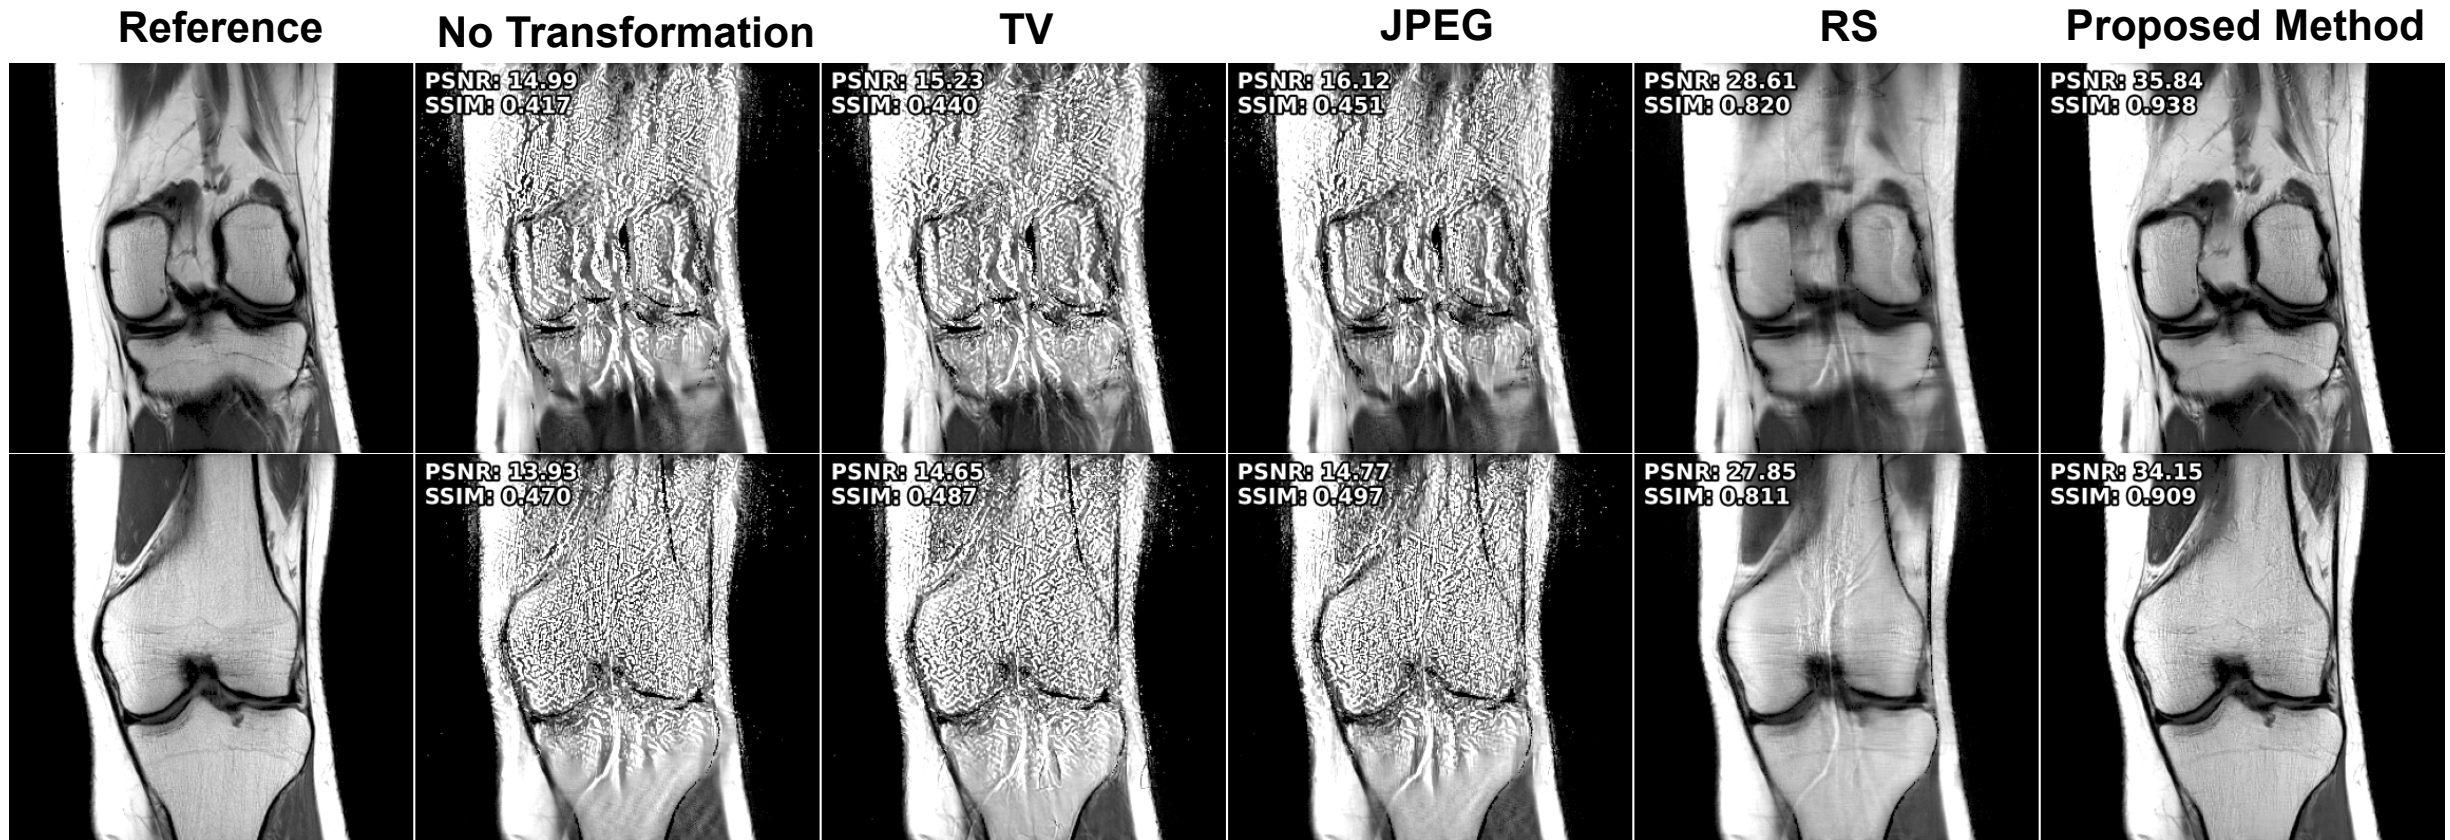 Reference
No Transformation
TV
JPEG
RS
Proposed Method
PSNR: 14.99
SSIM: 0.417
PSNR: 15.23
SSIM: 0.440
PSNR: 16.12
SSIM: 0.451
PSNR: 28.61
SSIM: 0.820
PSNR: 35.84
SSIM: 0.938
PSNR: 13.93
SSIM: 0.470
PSNR: 14.65
SSIM: 0.487
PSNR: 14.77
SSIM: 0.497
PSNR: 27.85
SSIM: 0.811
PSNR: 34.15
SSIM: 0.909